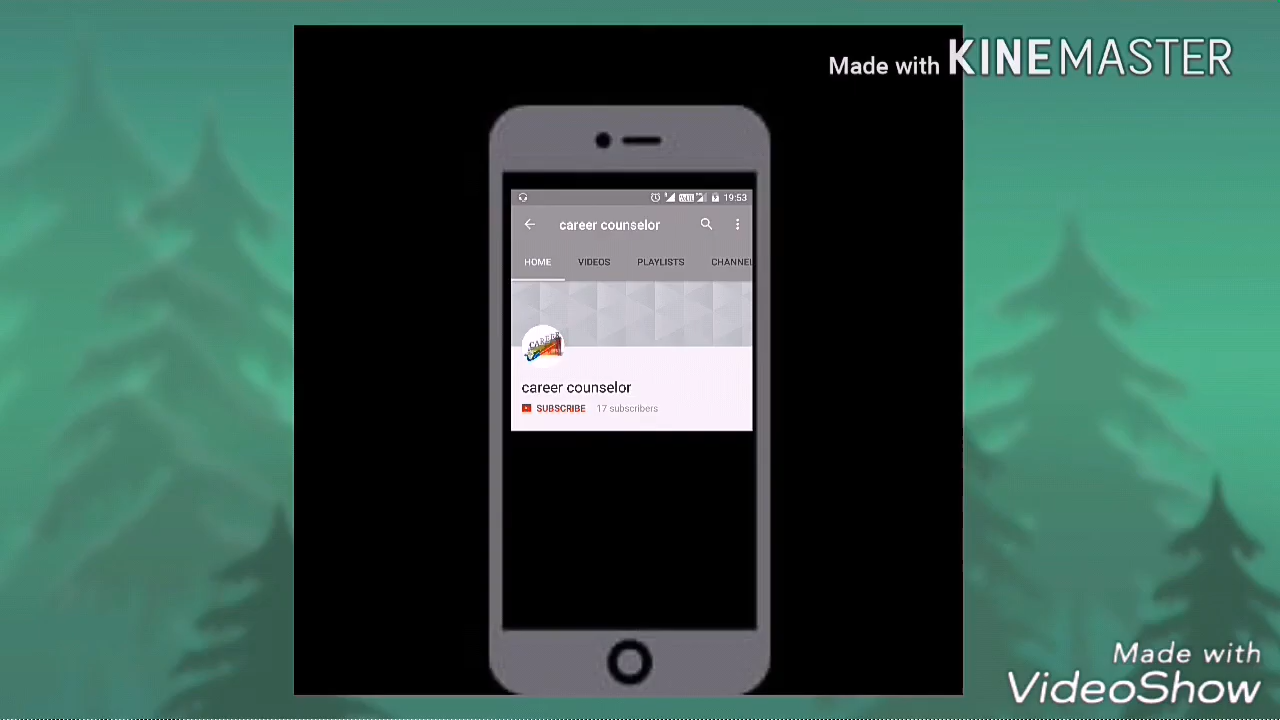 Made with KINEMASTER
19:53
career counselor
HOME VIDEOS PLAYLISTS CHANNEL
CAREER
career counselor
SUBSCRIBE 17 subscribers
Made with
VideoShow